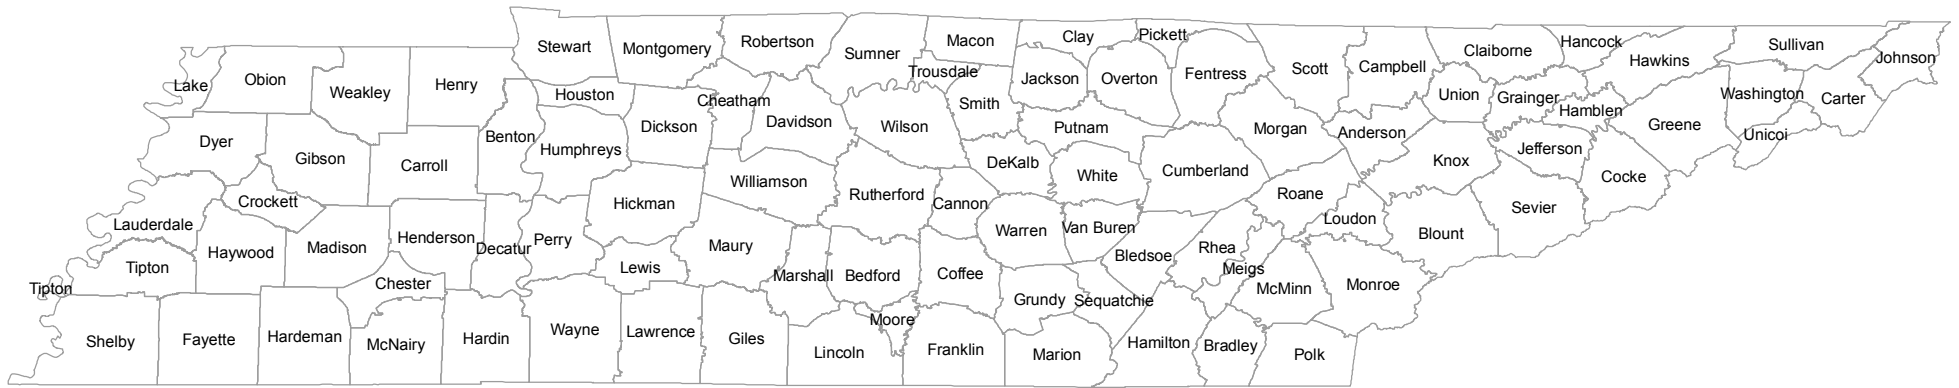 Stewart
Montgomery
Robertson
Sumner
Macon
Clay
Pickett
Claiborne
Hancock
Hawkins
Sullivan
Johnson
Lake
Obion
Weakley
Henry
Houston
Cheatham
Trousdale
Smith
Jackson
Overton
Fentress
Scott
Campbell
Union
Grainger
Hamblen
Washington
Carter
Dyer
Gibson
Carroll
Benton
Humphreys
Dickson
Davidson
Wilson
Putnam
Morgan
Anderson
Knox
Jefferson
Greene
Unicoi
Crockett
Williamson
Rutherford
DeKalb
White
Cumberland
Roane
Loudon
Sevier
Cocke
Lauderdale
Haywood
Madison
Henderson
Decatur
Perry
Hickman
Maury
Cannon
Warren
Van Buren
Bledsoe
Rhea
Meigs
Blount
Tipton
Tipton
Chester
Lewis
Marshall
Bedford
Coffee
Grundy
Sequatchie
McMinn
Monroe
Shelby
Fayette
Hardeman
McNairy
Hardin
Wayne
Lawrence
Giles
Lincoln
Moore
Franklin
Marion
Hamilton
Bradley
Polk